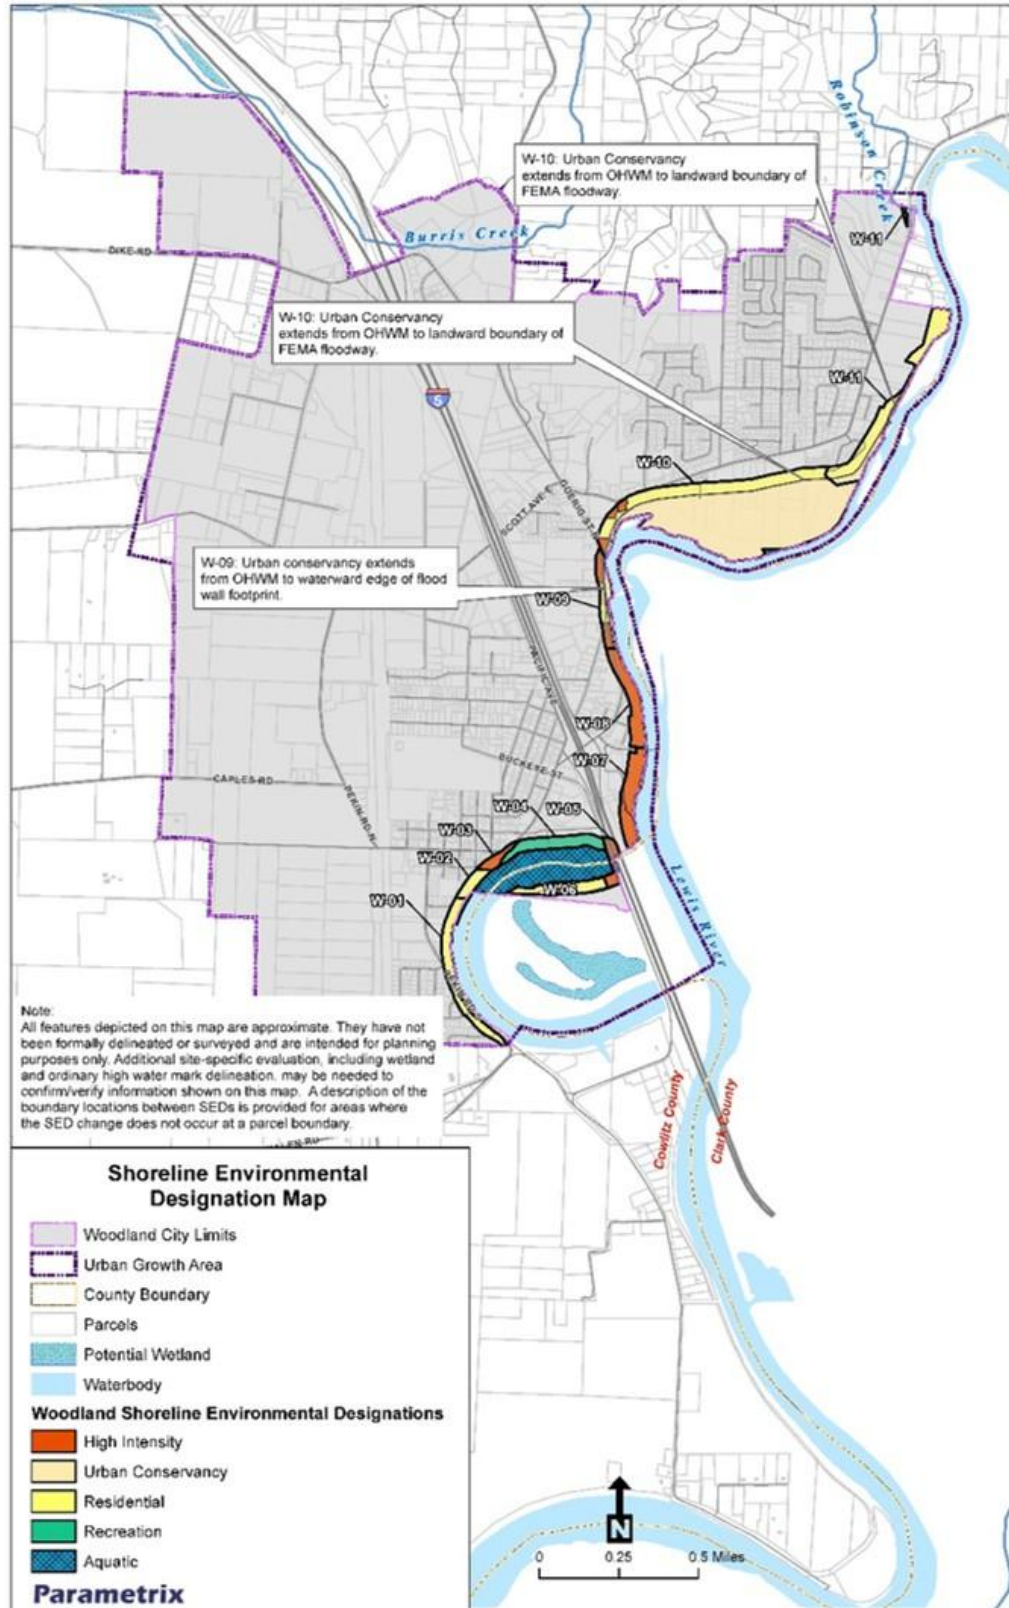 Robinson Creek
W-10: Urban Conservancy
extends from OHWM to landward boundary of
FEMA floodway.
W-11
Burris Creek
DIKE-RD
W-10: Urban Conservancy
extends from OHWM to landward boundary of
FEMA floodway.
5
W-11
W-10
SCOTT-AVE
GOERIG-ST
W-09: Urban conservancy extends
from OHWM to waterward edge of flood
wall footprint.
W-09
PACIFIC-AVE
W-08
BUCKEYE-ST
W-07
CAPLES-RD
PEKIN-RD-N
W-04
W-05
W-03
W-02
W-06
W-01
Lewis River
Note:
All features depicted on this map are approximate. They have not
been formally delineated or surveyed and are intended for planning
purposes only. Additional site-specific evaluation, including wetland
and ordinary high water mark delineation, may be needed to
confirm/verify information shown on this map. A description of the
boundary locations between SEDs is provided for areas where
the SED change does not occur at a parcel boundary.
Cowlitz County
Clark County
Shoreline Environmental
Designation Map
Woodland City Limits
Urban Growth Area
County Boundary
Parcels
Potential Wetland
Waterbody
Woodland Shoreline Environmental Designations
High Intensity
Urban Conservancy
Residential
Recreation
Aquatic
Parametrix
N
0 0.25 0.5 Miles